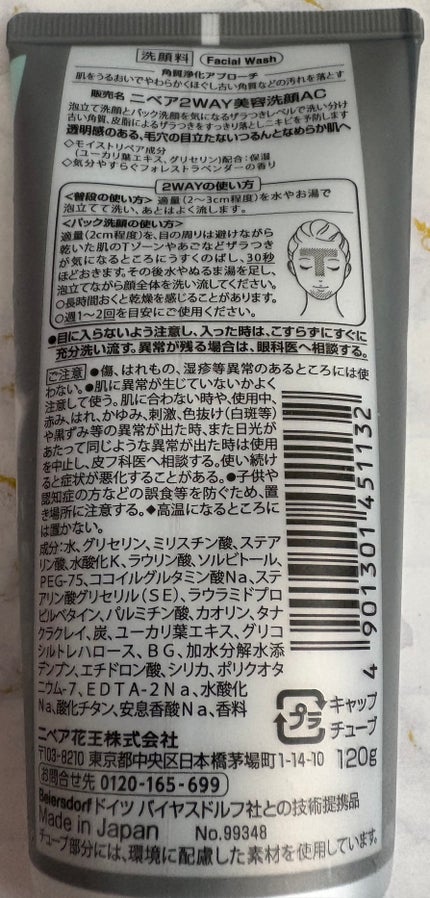 洗顔料 Facial Wash
角質浄化アプローチ
肌をうるおいでやわらかくほぐし古い角質などの汚れを落とす
販売名 ニベア2WAY美容洗顔AC
泡立て洗顔とパック洗顔を気になるザラつきレベルで洗い分け
古い角質、皮脂によるザラつきをすっきり落としニキビを予防します
透明感のある、毛穴の目立たないつるんとなめらか肌へ
◇モイストリペア成分
(ユーカリ葉エキス、グリセリン)配合:保湿
◇気分やすらぐフォレストラベンダーの香り
2WAYの使い方
<普段の使い方> 適量(2~3cm程度)を水やお湯で
泡立てて洗い、あとはよく流します。
<パック洗顔の使い方>
適量(2cm程度)を、目の周りは避けながら
乾いた肌のTゾーンやあごなどザラつき
が気になるところにうすくのばし、30秒
ほどおきます。その後水やぬるま湯を足し、
泡立てながら顔全体を洗い流してください。
○長時間おくと乾燥を感じることがあります。
○週1~2回を目安にご使用ください。
●目に入らないよう注意し、入った時は、こすらずにすぐに
充分洗い流す。異常が残る場合は、眼科医へ相談する。
ご注意 ●傷、はれもの、湿疹等異常のあるところには使
わない。●肌に異常が生じていないかよく
注意して使う。肌に合わない時や、使用中、
赤み、はれ、かゆみ、刺激、色抜け(白斑等)
や黒ずみ等の異常が出た時、また日光が
あたって同じような異常が出た時は使用
を中止し、皮フ科医へ相談する。使い続け
ると症状が悪化することがある。●子供や
認知症の方などの誤食等を防ぐため、置
き場所に注意する。◆高温になるところに
は置かない。
成分:水、グリセリン、ミリスチン酸、ステア
リン酸、水酸化K、ラウリン酸、ソルビトール、
PEG-75、ココイルグルタミン酸Na、ステ
アリン酸グリセリル(SE)、ラウラミドプロ
ピルベタイン、パルミチン酸、カオリン、タナ
クラクレイ、炭、ユーカリ葉エキス、グリコ
シルトレハロース、BG、加水分解水添
デンプン、エチドロン酸、シリカ、ポリクオタ
ニウム-7、EDTA-2Na、水酸化
Na、酸化チタン、安息香酸Na、香料
4 901301 451132
プラ
キャップ
チューブ
ニベア花王株式会社
〒103-8210 東京都中央区日本橋茅場町1-14-10 120g
お問合せ先 0120-165-699
Beiersdorf ドイツ バイヤスドルフ社との技術提携品
Made in Japan No.99348
チューブ部分には、環境に配慮した素材を使用しています。